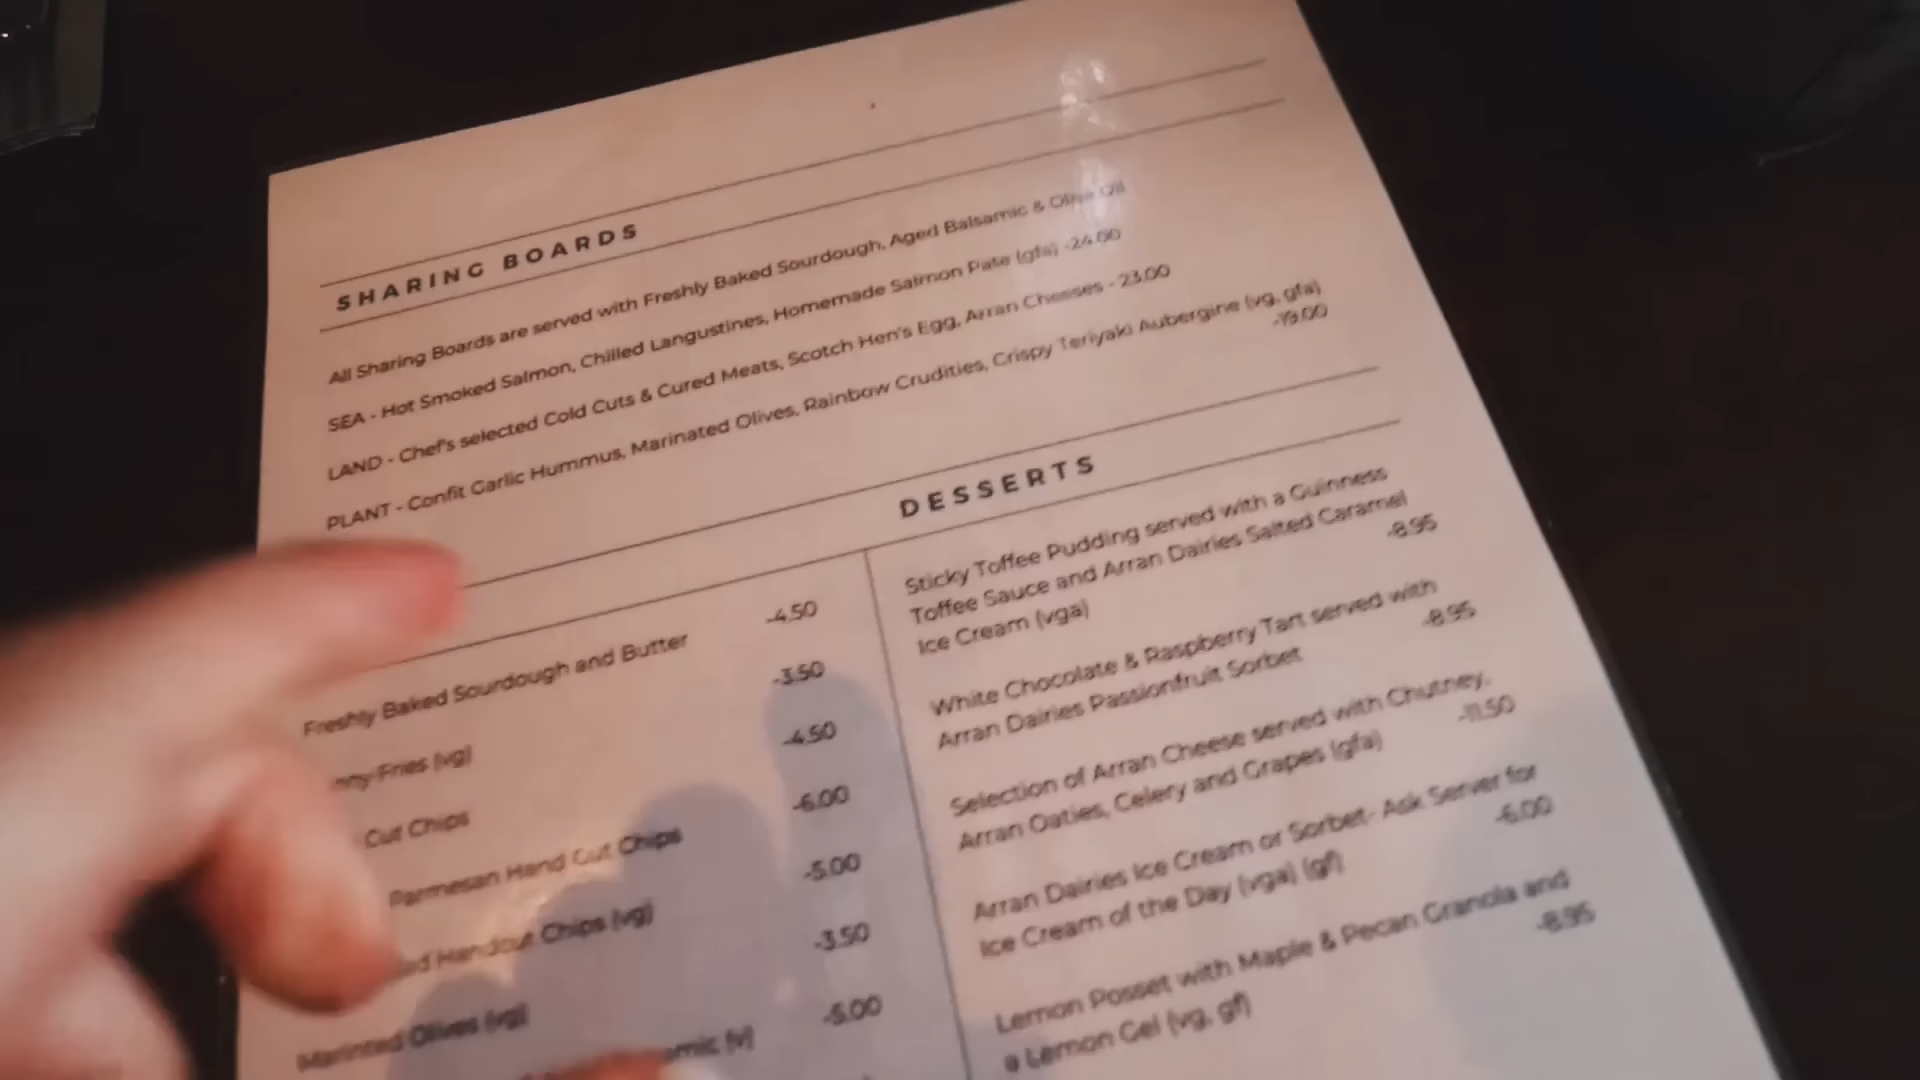 SHARING BOARDS
All Sharing Boards are served with Freshly Baked Sourdough, Aged Balsamic & Olive Oil
SEA - Hot Smoked Salmon, Chilled Langustines, Homemade Salmon Pate (gfa) -24.00
LAND - Chef's selected Cold Cuts & Cured Meats, Scotch Hen's Egg, Arran Cheeses - 23.00
PLANT - Confit Garlic Hummus, Marinated Olives, Rainbow Crudities, Crispy Teriyaki Aubergine (vg, gfa)
-19.00
Freshly Baked Sourdough and Butter -4.50
Fries (vg) -3.50
Cut Chips -4.50
Parmesan Hand Cut Chips -6.00
Handcut Chips (vg) -5.00
Marinted Olives (vg) -3.50
(v) -5.00
DESSERTS
Sticky Toffee Pudding served with a Guinness
Toffee Sauce and Arran Dairies Salted Caramel
Ice Cream (vga) -8.95
White Chocolate & Raspberry Tart served with
Arran Dairies Passionfruit Sorbet -8.95
Selection of Arran Cheese served with Chutney,
Arran Oaties, Celery and Grapes (gfa) -11.50
Arran Dairies Ice Cream or Sorbet- Ask Server for
Ice Cream of the Day (vga) (gf) -6.00
Lemon Posset with Maple & Pecan Granola and
a Lemon Gel (vg, gf) -8.95